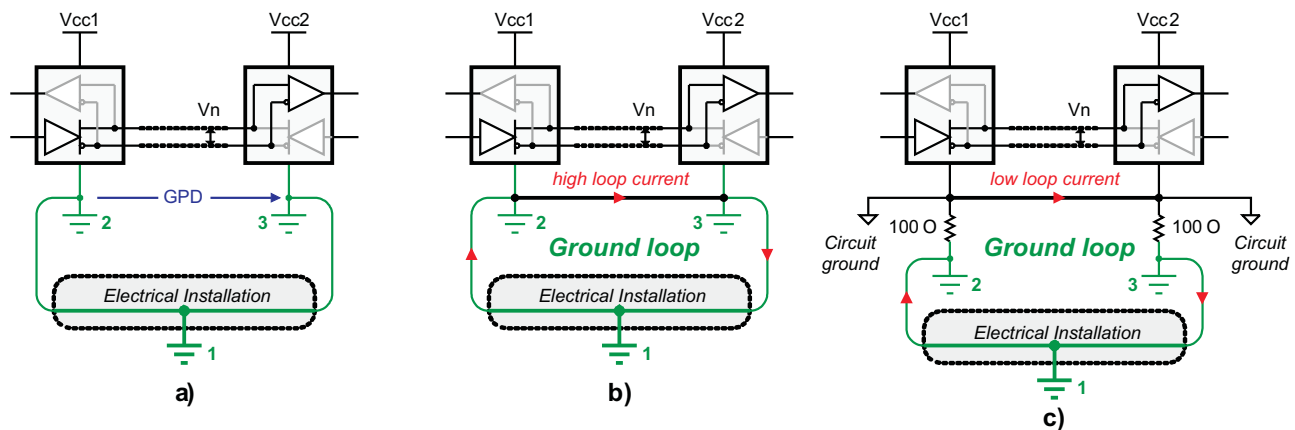 Vcc1
Vcc2
Vn
GPD
2
3
Electrical Installation
1
a)
Vcc1
Vcc2
Vn
high loop current
2
3
Ground loop
Electrical Installation
1
b)
Vcc1
Vcc2
Vn
low loop current
100 O
100 O
Circuit
ground
Ground loop
Circuit
ground
2
3
Electrical Installation
1
c)